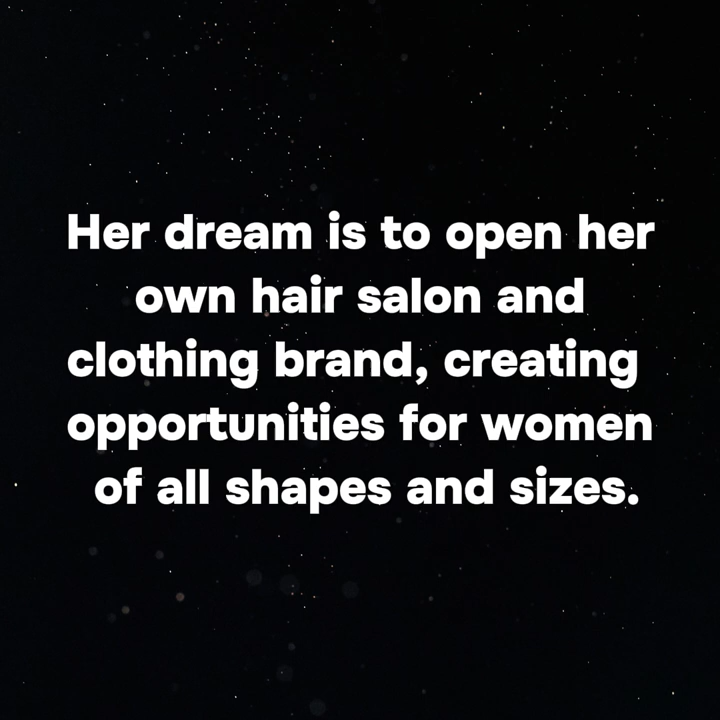 Her dream is to open her
own hair salon and
clothing brand, creating
opportunities for women
of all shapes and sizes.